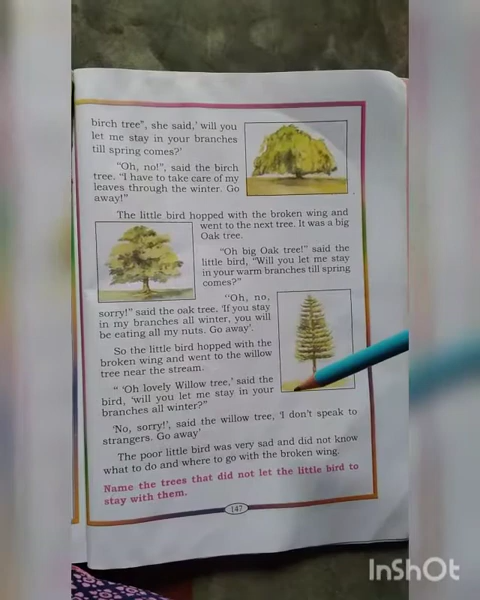 birch tree", she said,' will you
let me stay in your branches
till spring comes?'
"Oh, no!", said the birch
tree. "I have to take care of my
leaves through the winter. Go
away!"
The little bird hopped with the broken wing and
went to the next tree. It was a big
Oak tree.
"Oh big Oak tree!" said the
little bird, "Will you let me stay
in your warm branches till spring
comes?"
"Oh, no,
sorry!" said the oak tree. 'If you stay
in my branches all winter, you will
be eating all my nuts. Go away'.
So the little bird hopped with the
broken wing and went to the willow
tree near the stream.
" 'Oh lovely Willow tree,' said the
bird, 'will you let me stay in your
branches all winter?"
'No, sorry!', said the willow tree, 'I don't speak to
strangers. Go away'
The poor little bird was very sad and did not know
what to do and where to go with the broken wing.
Name the trees that did not let the little bird to
stay with them.
147
InShOt